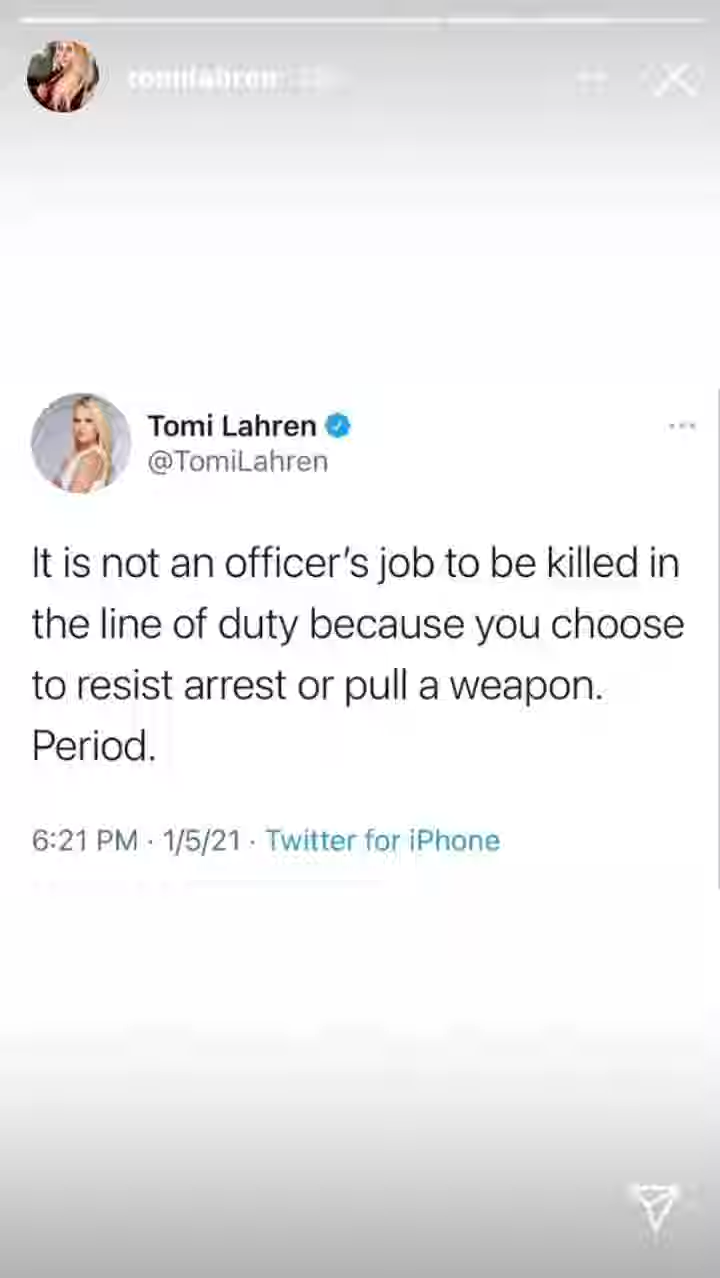 tomilahren
Tomi Lahren
@TomiLahren
It is not an officer's job to be killed in
the line of duty because you choose
to resist arrest or pull a weapon.
Period.
6:21 PM · 1/5/21 · Twitter for iPhone